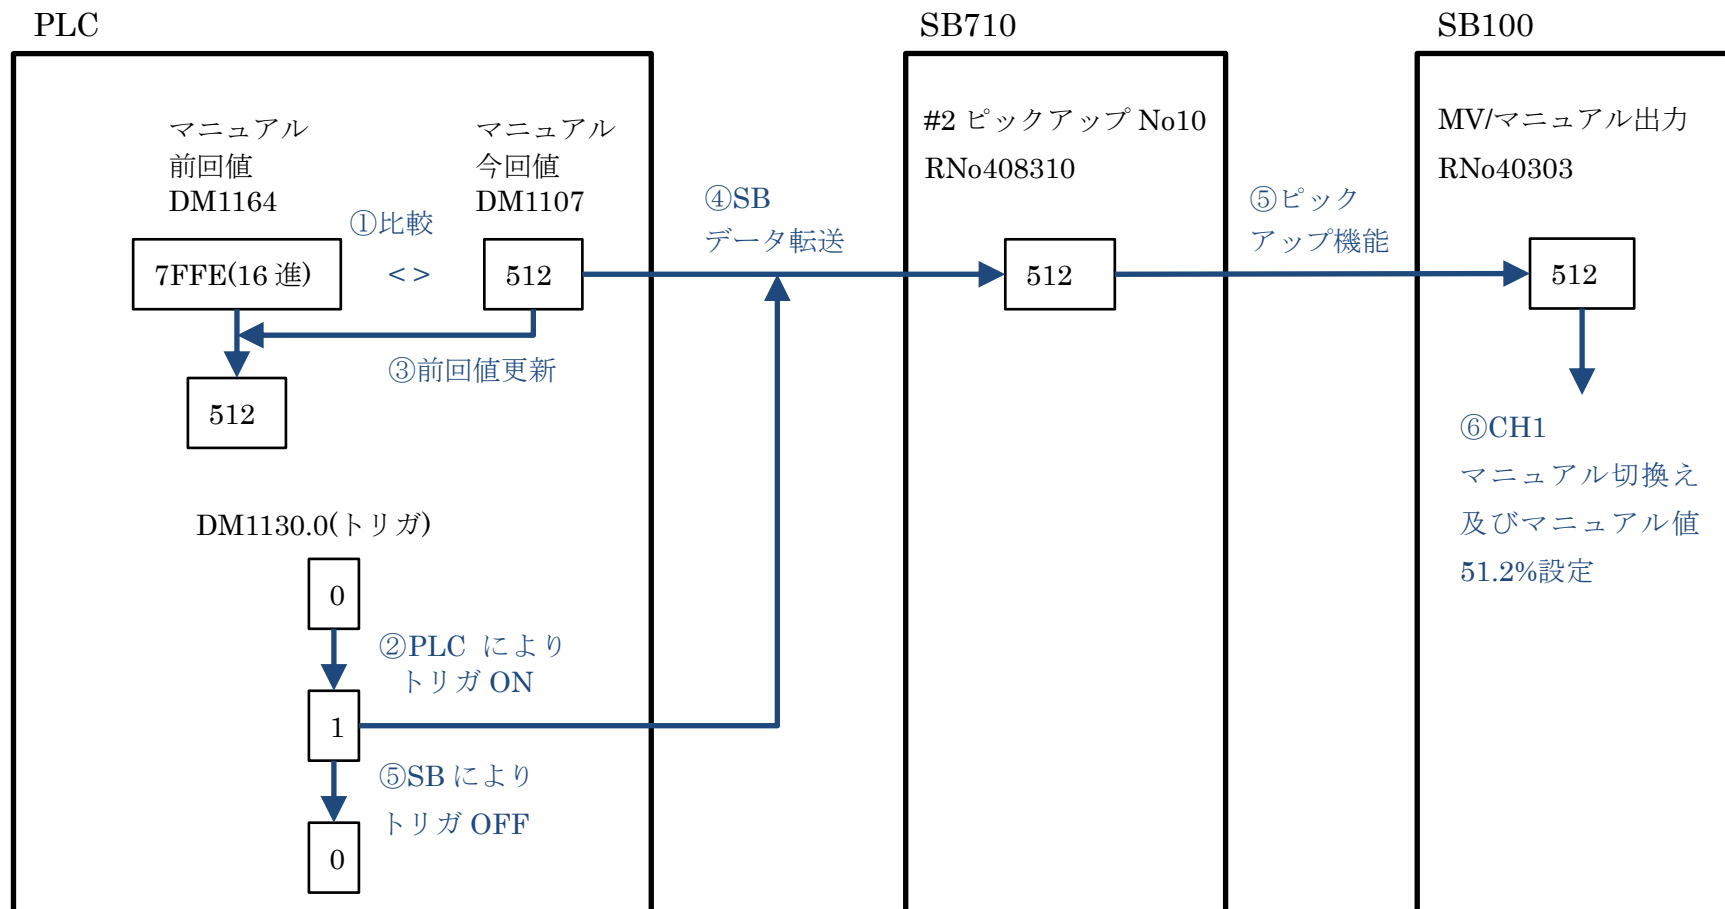 PLC
SB710
SB100
マニュアル
前回値
DM1164
マニュアル
今回値
DM1107
①比較
7FFE(16 進)
< >
512
③前回値更新
512
④SB
データ転送
#2 ピックアップ No10
RNo408310
512
⑤ピック
アップ機能
MV/マニュアル出力
RNo40303
512
⑥CH1
マニュアル切換え
及びマニュアル値
51.2%設定
DM1130.0(トリガ)
0
②PLC により
トリガ ON
1
⑤SB により
トリガ OFF
0